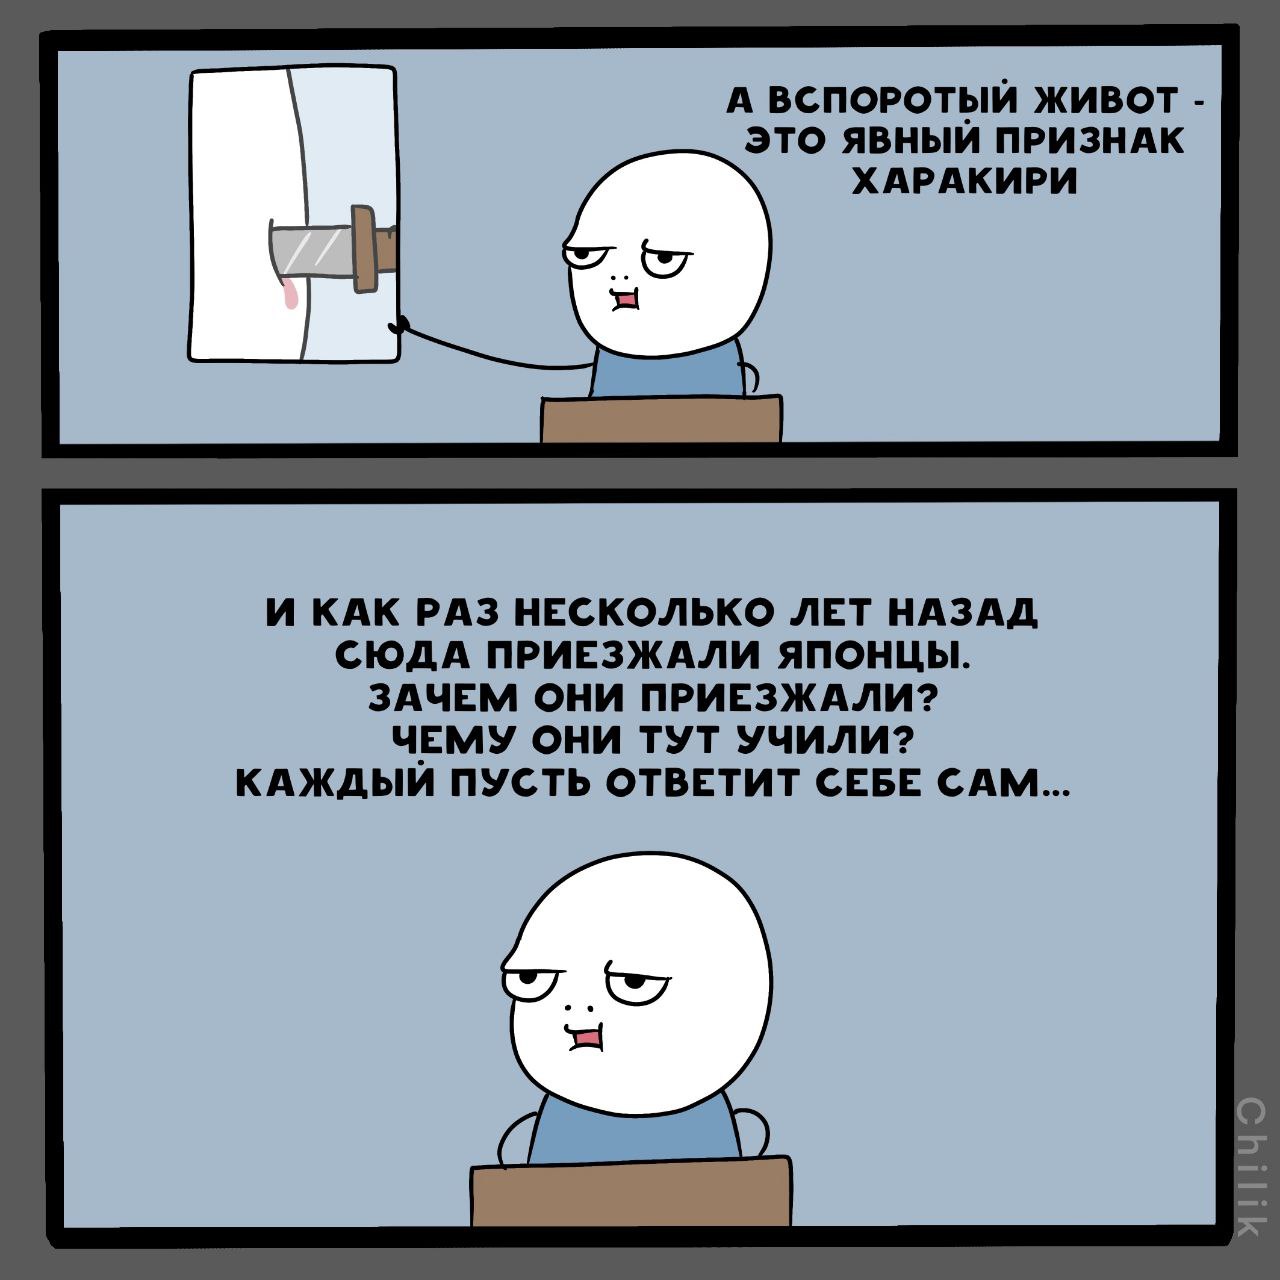 А ВСПОРОТЫЙ ЖИВОТ -
ЭТО ЯВНЫЙ ПРИЗНАК
ХАРАКИРИ
И КАК РАЗ НЕСКОЛЬКО ЛЕТ НАЗАД
СЮДА ПРИЕЗЖАЛИ ЯПОНЦЫ.
ЗАЧЕМ ОНИ ПРИЕЗЖАЛИ?
ЧЕМУ ОНИ ТУТ УЧИЛИ?
КАЖДЫЙ ПУСТЬ ОТВЕТИТ СЕБЕ САМ...
Chilik